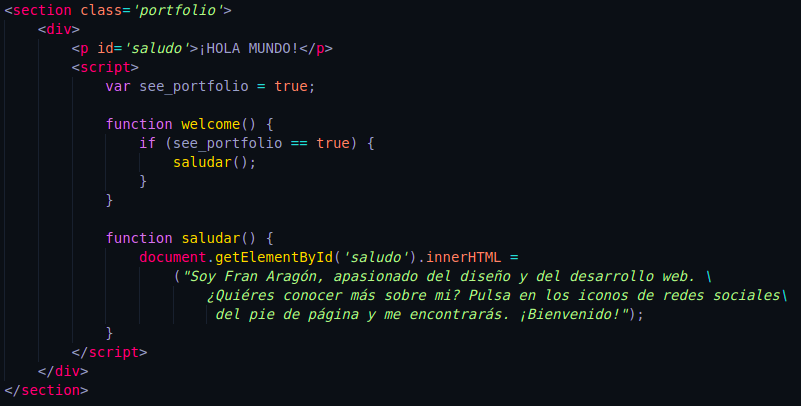 <section class='portfolio'>
<div>
<p id='saludo'>¡HOLA MUNDO!</p>
<script>
var see_portfolio = true;
function welcome() {
if (see_portfolio == true) {
saludar();
}
}
function saludar() {
document.getElementById('saludo').innerHTML =
("Soy Fran Aragón, apasionado del diseño y del desarrollo web. \
¿Quiéres conocer más sobre mi? Pulsa en los iconos de redes sociales\
del pie de página y me encontrarás. ¡Bienvenido!");
}
</script>
</div>
</section>